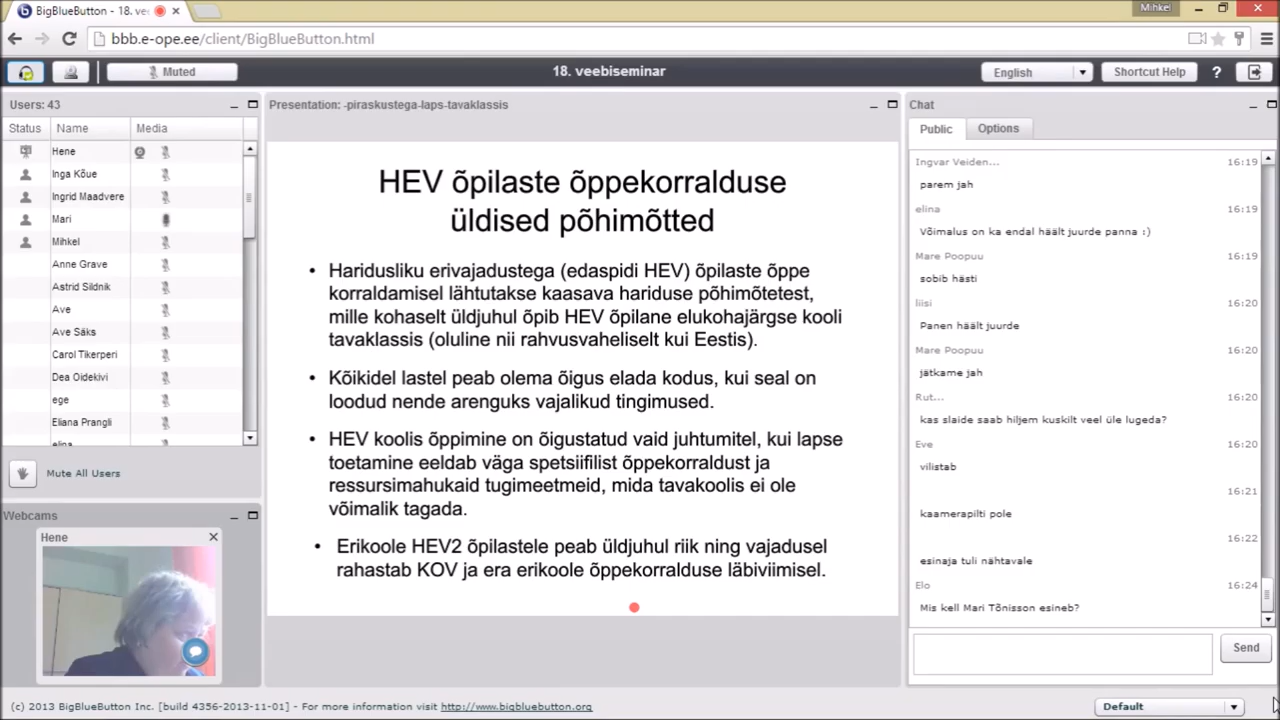 BigBlueButton - 18. vee
Mihkel
bbb.e-ope.ee/client/BigBlueButton.html
Muted
18. veebiseminar
English
Shortcut Help
?
Users: 43
Status Name Media
Hene
Inga Kõue
Ingrid Maadvere
Mari
Mihkel
Anne Grave
Astrid Sildnik
Ave
Ave Säks
Carol Tikerperi
Dea Oidekivi
ege
Eliana Prangli
elina
Mute All Users
Webcams
Hene
Presentation: -piraskustega-laps-tavaklassis
HEV õpilaste õppekorralduse
üldised põhimõtted
• Haridusliku erivajadustega (edaspidi HEV) õpilaste õppe
korraldamisel lähtutakse kaasava hariduse põhimõtetest,
mille kohaselt üldjuhul õpib HEV õpilane elukohajärgse kooli
tavaklassis (oluline nii rahvusvaheliselt kui Eestis).
• Kõikidel lastel peab olema õigus elada kodus, kui seal on
loodud nende arenguks vajalikud tingimused.
• HEV koolis õppimine on õigustatud vaid juhtumitel, kui lapse
toetamine eeldab väga spetsiifilist õppekorraldust ja
ressursimahukaid tugimeetmeid, mida tavakoolis ei ole
võimalik tagada.
• Erikoole HEV2 õpilastele peab üldjuhul riik ning vajadusel
rahastab KOV ja era erikoole õppekorralduse läbiviimisel.
Chat
Public Options
Ingvar Veiden... 16:19
parem jah
elina 16:19
Võimalus on ka endal häält juurde panna :)
Mare Poopuu 16:19
sobib hästi
liisi 16:20
Panen häält juurde
Mare Poopuu 16:20
jätkame jah
Rut... 16:20
kas slaide saab hiljem kuskilt veel üle lugeda?
Eve 16:20
vilistab
16:21
kaamerapilti pole
16:22
esinaja tuli nähtavale
Elo 16:24
Mis kell Mari Tõnisson esineb?
Send
(c) 2013 BigBlueButton Inc. [build 4356-2013-11-01] - For more information visit http://www.bigbluebutton.org
Default